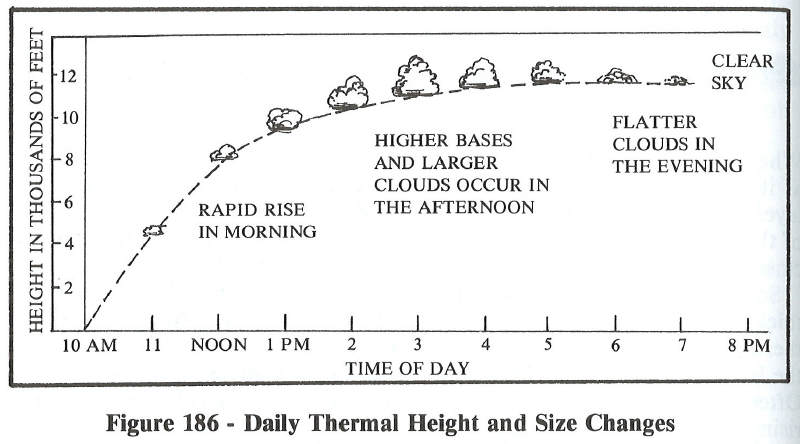 HEIGHT IN THOUSANDS OF FEET
12
10
8
6
4
2
CLEAR
SKY
FLATTER
CLOUDS IN
THE EVENING
HIGHER BASES
AND LARGER
CLOUDS OCCUR IN
THE AFTERNOON
RAPID RISE
IN MORNING
10 AM 11 NOON 1 PM 2 3 4 5 6 7 8 PM
TIME OF DAY
Figure 186 - Daily Thermal Height and Size Changes